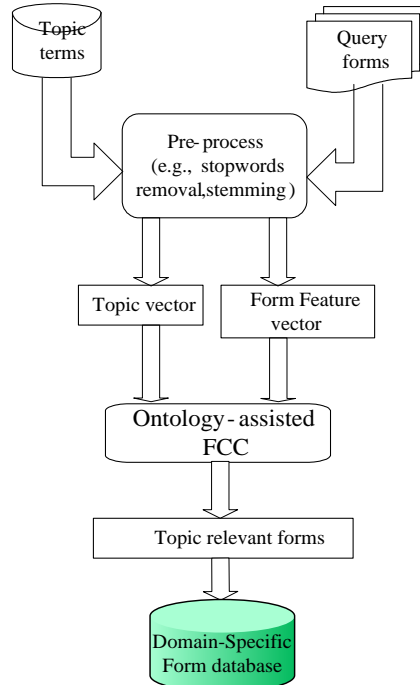 Topic
terms
Query
forms
Pre-process
(e.g., stopwords
removal,stemming)
Topic vector
Form Feature
vector
Ontology-assisted
FCC
Topic relevant forms
Domain-Specific
Form database